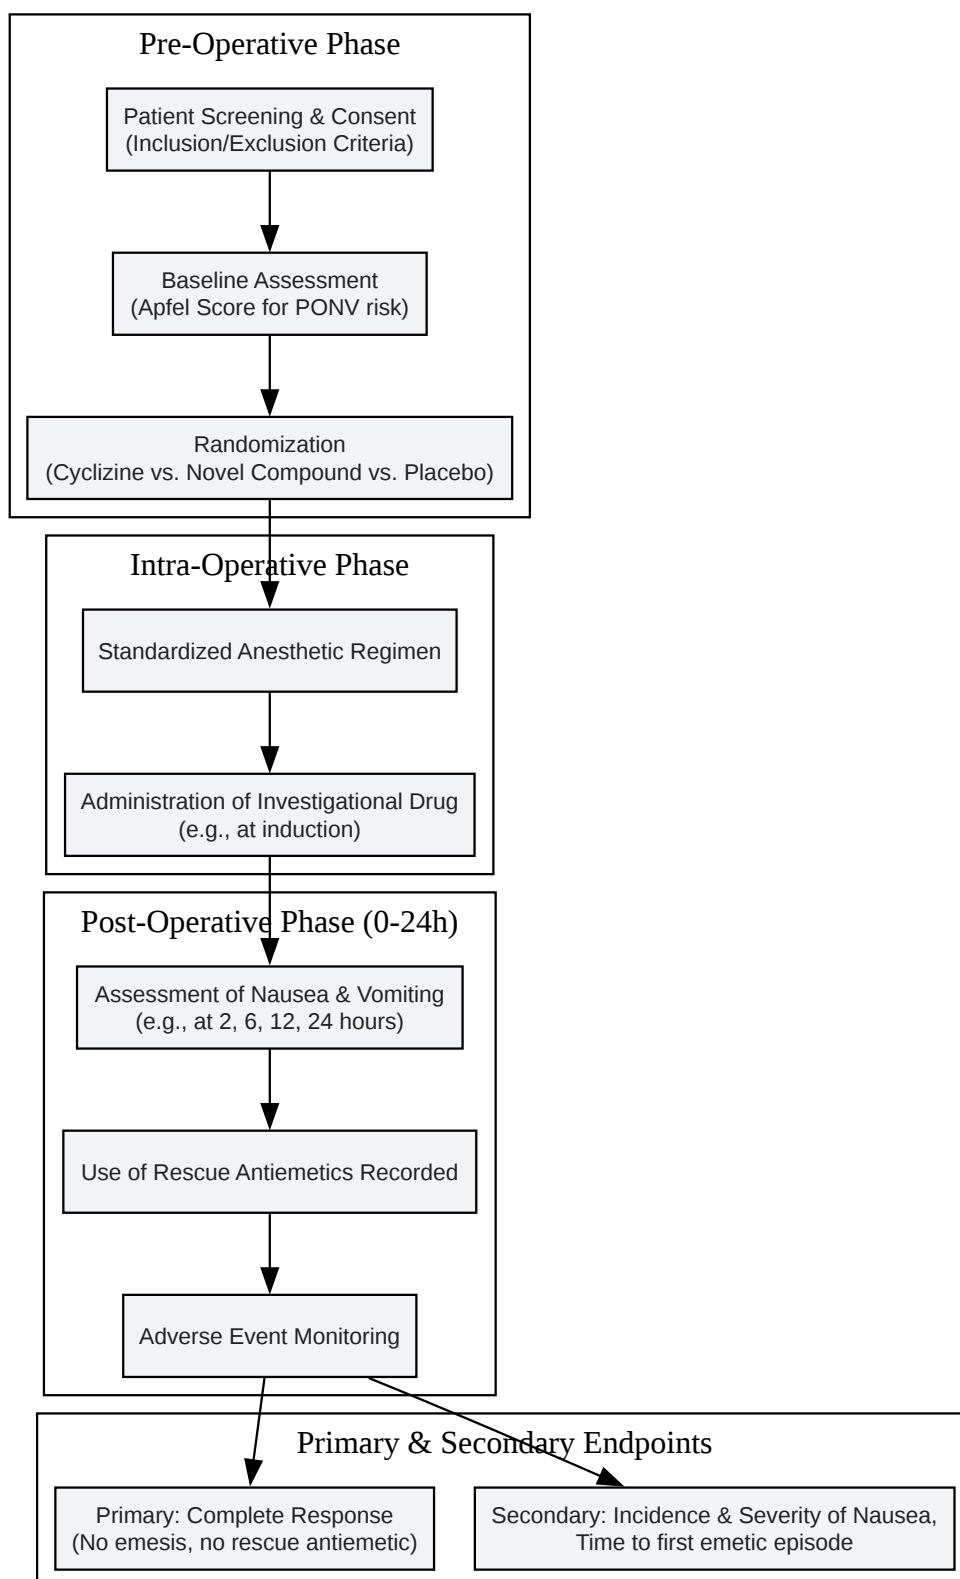 Pre-Operative Phase
Patient Screening & Consent
(Inclusion/Exclusion Criteria)
Baseline Assessment
(Apfel Score for PONV risk)
Randomization
(Cyclizine vs. Novel Compound vs. Placebo)
Intra-Operative Phase
Standardized Anesthetic Regimen
Administration of Investigational Drug
(e.g., at induction)
Post-Operative Phase (0-24h)
Assessment of Nausea & Vomiting
(e.g., at 2, 6, 12, 24 hours)
Use of Rescue Antiemetics Recorded
Adverse Event Monitoring
Primary & Secondary Endpoints
Primary: Complete Response
(No emesis, no rescue antiemetic)
Secondary: Incidence & Severity of Nausea,
Time to first emetic episode